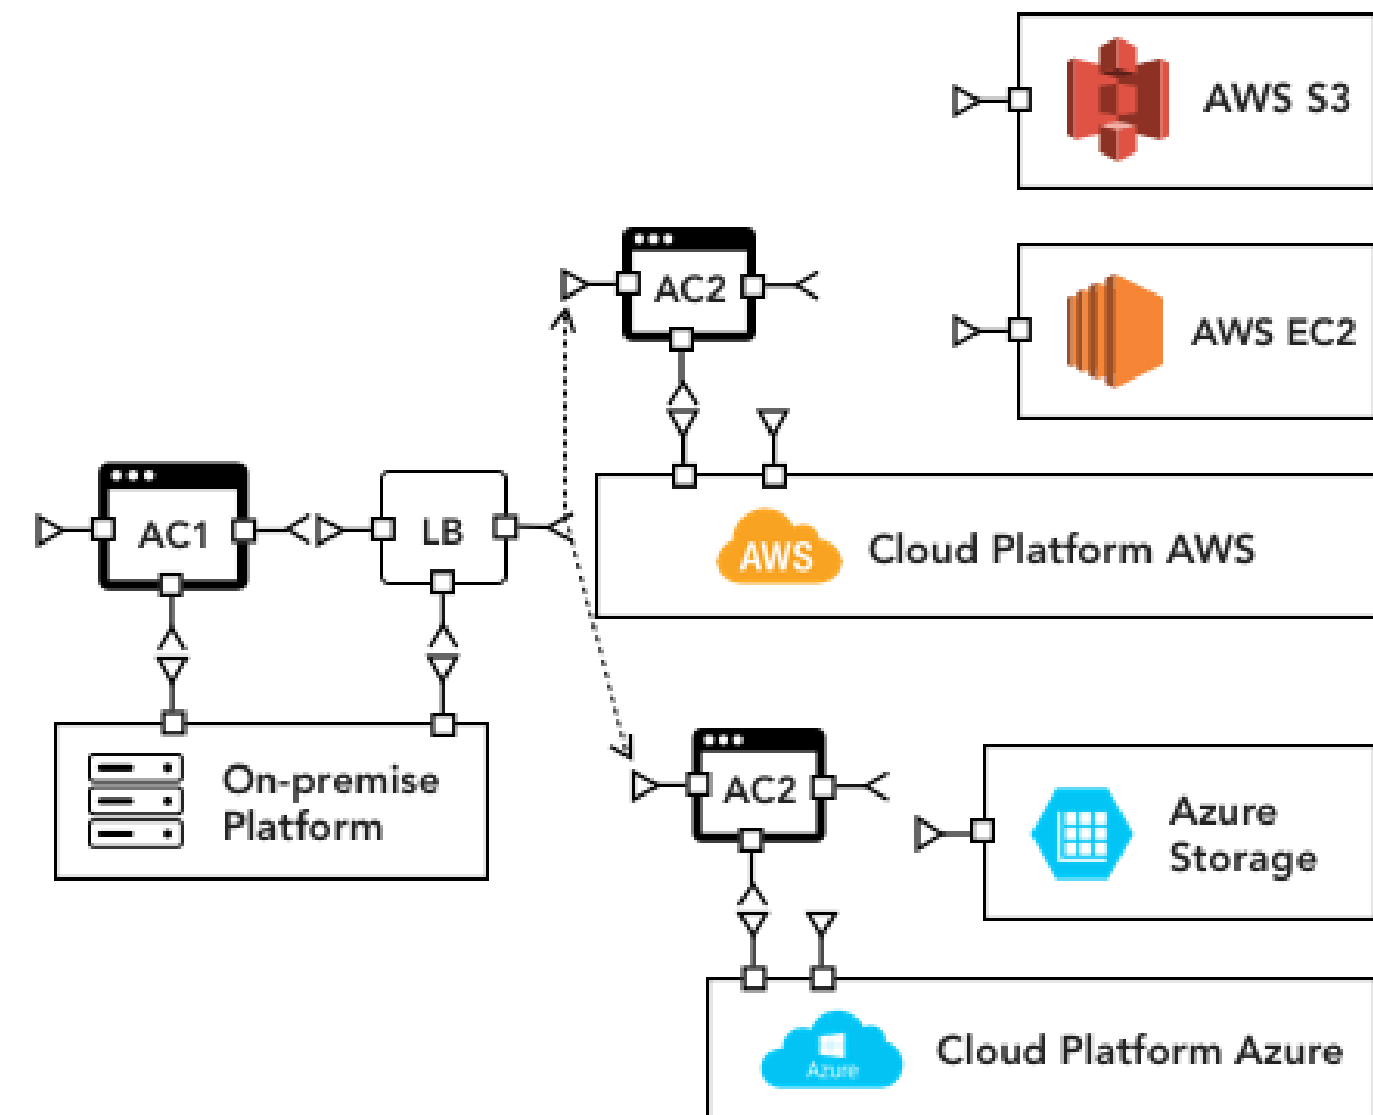 AWS S3
AC2
AWS EC2
AC1
LB
AWS
Cloud Platform AWS
On-premise
Platform
AC2
Azure
Storage
Azure
Cloud Platform Azure